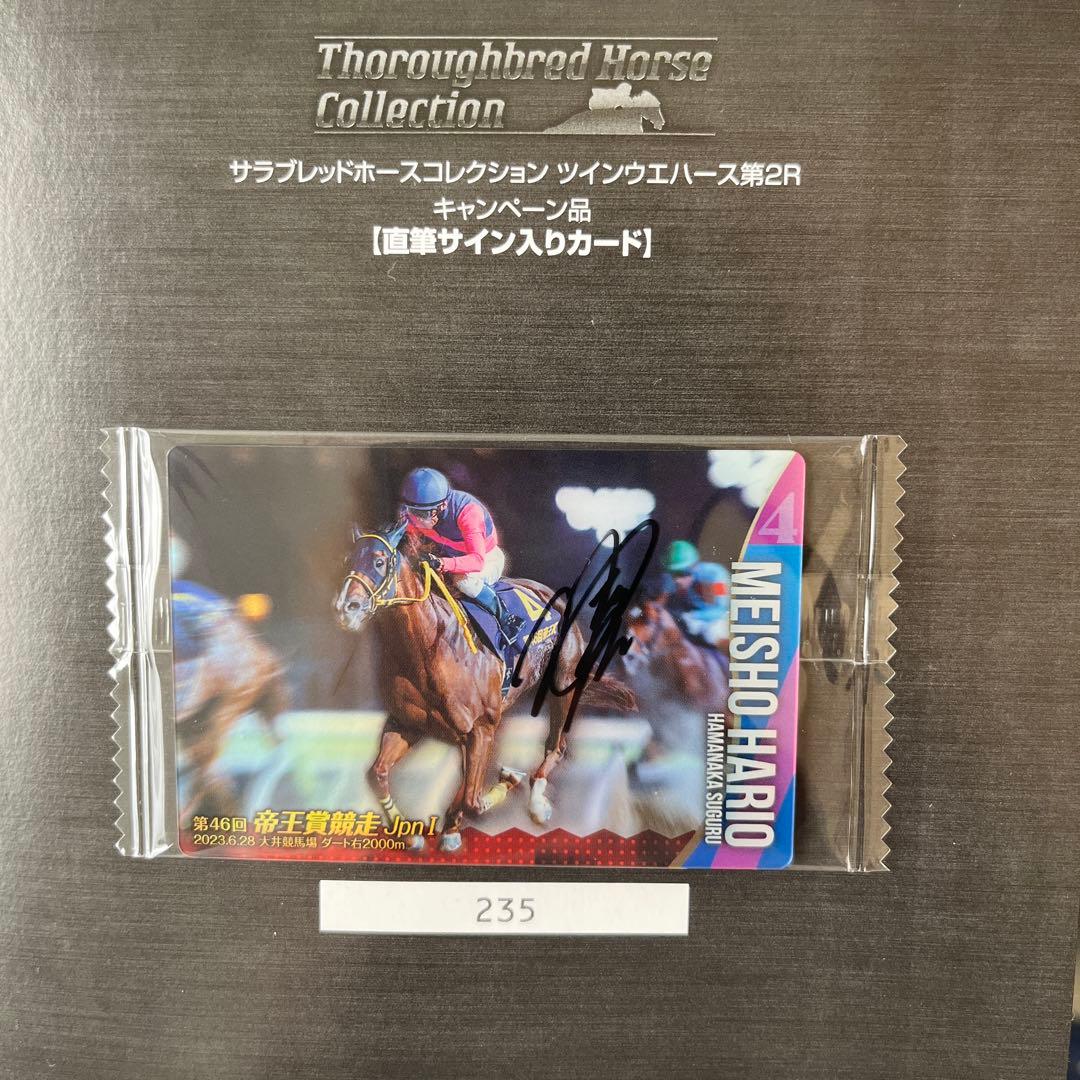 Thoroughbred Horse
Collection
サラブレッドホースコレクション ツインウエハース第2R
キャンペーン品
【直筆サイン入りカード】
4
MEISHO HARIO
HAMANAKA SUGURU
4
第46回 帝王賞競走 JpnⅠ
2023.6.28 大井競馬場 ダート右2000m
235